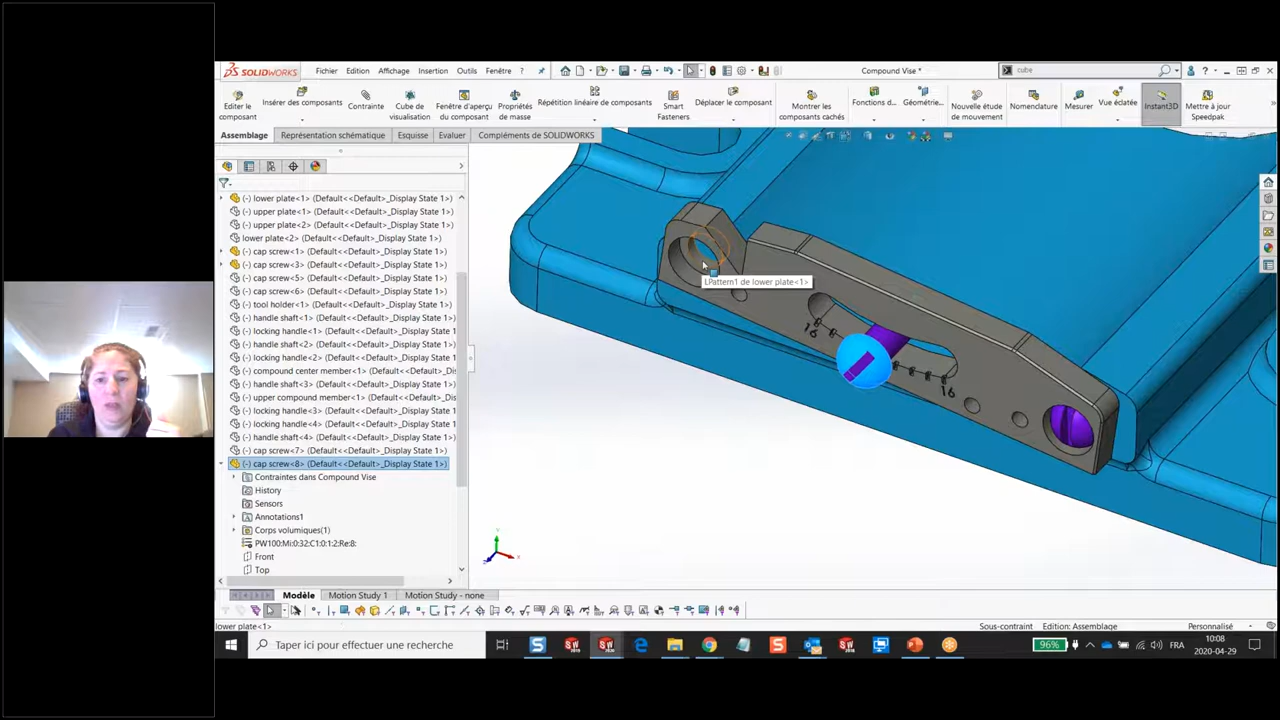 SOLIDWORKS Fichier Edition Affichage Insertion Outils Fenêtre Compound Vise * cube
Editer le composant
Insérer des composants
Contrainte
Cube de visualisation
Fenêtre d'aperçu du composant
Propriétés de masse
Répétition linéaire de composants
Smart Fasteners
Déplacer le composant
Montrer les composants cachés
Fonctions d...
Géométrie...
Nouvelle étude de mouvement
Nomenclature
Mesurer
Vue éclatée
Instant3D
Mettre à jour Speedpak
Assemblage Représentation schématique Esquisse Evaluer Compléments de SOLIDWORKS
(-) lower plate<1> (Default<<Default>_Display State 1>)
(-) upper plate<1> (Default<<Default>_Display State 1>)
(-) upper plate<2> (Default<<Default>_Display State 1>)
lower plate<2> (Default<<Default>_Display State 1>)
(-) cap screw<1> (Default<<Default>_Display State 1>)
(-) cap screw<3> (Default<<Default>_Display State 1>)
(-) cap screw<5> (Default<<Default>_Display State 1>)
(-) cap screw<6> (Default<<Default>_Display State 1>)
(-) tool holder<1> (Default<<Default>_Display State 1>)
(-) handle shaft<1> (Default<<Default>_Display State
(-) locking handle<1> (Default<<Default>_Display State
(-) handle shaft<2> (Default<<Default>_Display State
(-) locking handle<2> (Default<<Default>_Display State
(-) compound center member<1> (Default<<Default
(-) handle shaft<3> (Default<<Default>_Display State
(-) upper compound member<1> (Default<<Default>
(-) locking handle<3> (Default<<Default>_Display State
(-) locking handle<4> (Default<<Default>_Display State
(-) handle shaft<4> (Default<<Default>_Display State
(-) cap screw<7> (Default<<Default>_Display State 1>)
(-) cap screw<8> (Default<<Default>_Display State 1>)
Contraintes dans Compound Vise
History
Sensors
Annotations1
Corps volumiques(1)
PW100:Mi:0:32:C1:0:1:2:Re:8:
Front
Top
LPattern1 de lower plate<1>
16
16
Modèle Motion Study 1 Motion Study - none
lower plate<1> Sous-contraint Edition: Assemblage Personnalisé
Taper ici pour effectuer une recherche
96%
FRA
10:08
2020-04-29